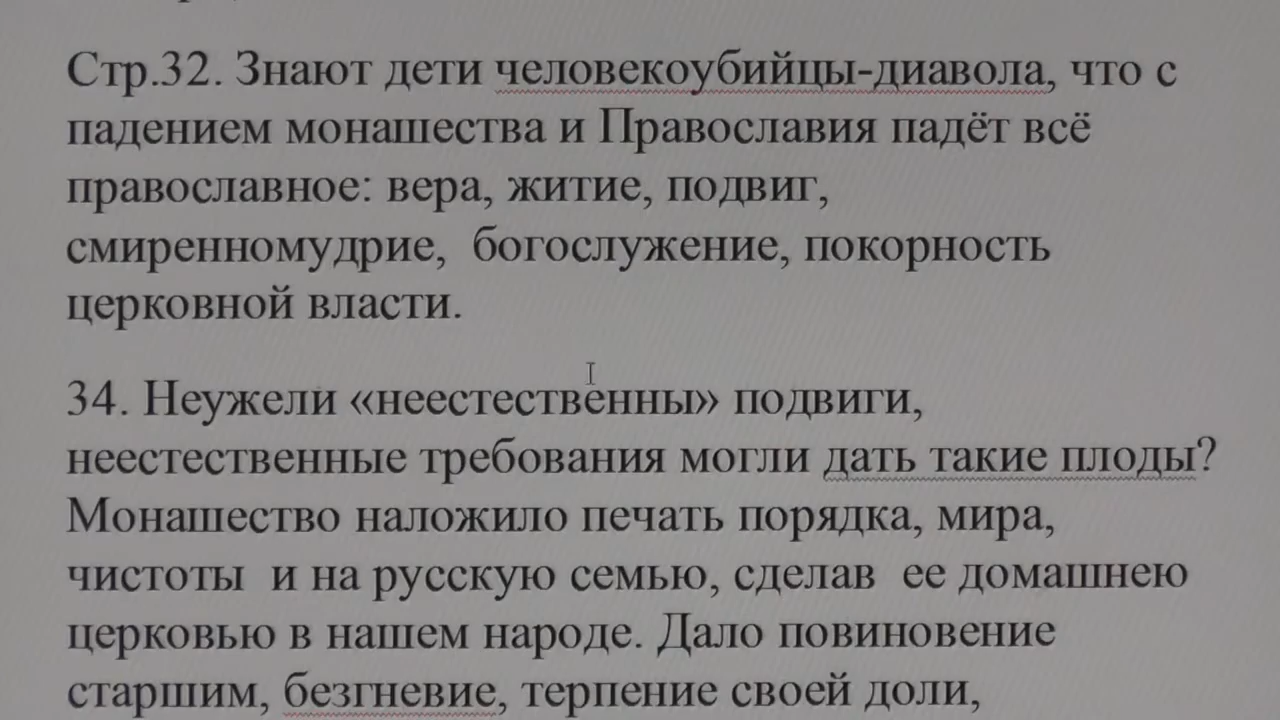 Стр.32. Знают дети человекоубийцы-диавола, что с
падением монашества и Православия падёт всё
православное: вера, житие, подвиг,
смиренномудрие,  богослужение, покорность
церковной власти.
34. Неужели «неестественны» подвиги,
неестественные требования могли дать такие плоды?
Монашество наложило печать порядка, мира,
чистоты  и на русскую семью, сделав  ее домашнею
церковью в нашем народе. Дало повиновение
старшим, безгневие, терпение своей доли,